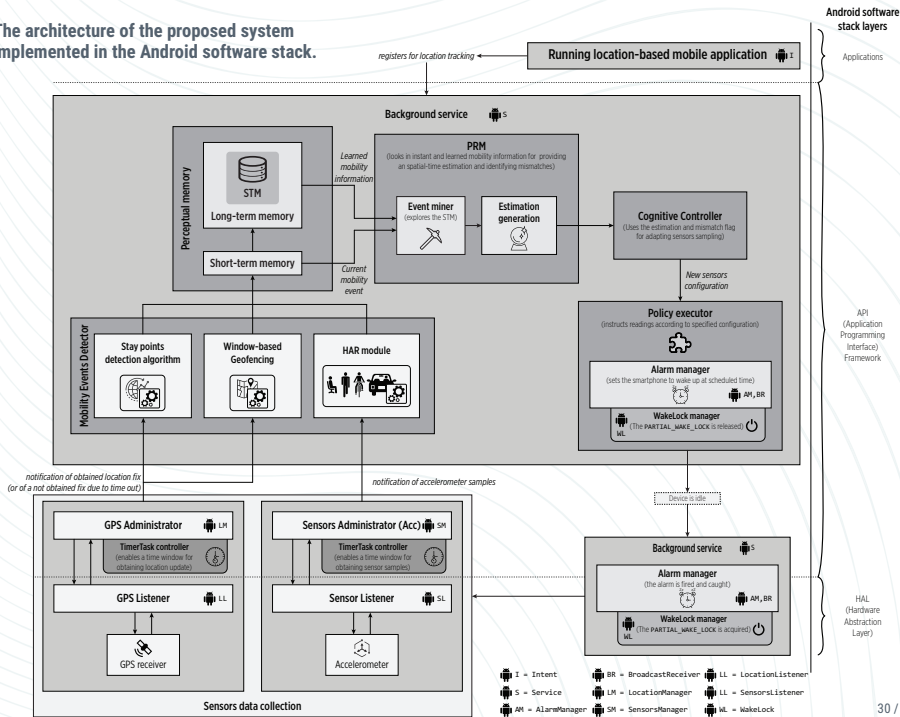 The architecture of the proposed system
implemented in the Android software stack.
Android software
stack layers
registers for location tracking
Running location-based mobile application
I
Applications
Background service
S
Perceptual memory
STM
Long-term memory
Short-term memory
Learned
mobility
information
Current
mobility
event
PRM
(looks in instant and learned mobility information for providing
an spatial-time estimation and identifying mismatches)
Event miner
(explores the STM)
Estimation
generation
Cognitive Controller
(Uses the estimation and mismatch flag
for adapting sensors sampling)
New sensors
configuration
Policy executor
(instructs readings according to specified configuration)
Alarm manager
(sets the smartphone to wake up at scheduled time)
AM,BR
WakeLock manager
(The PARTIAL_WAKE_LOCK is released)
WL
API
(Application
Programming
Interface)
Framework
Mobility Events Detector
Stay points
detection algorithm
Window-based
Geofencing
HAR module
notification of obtained location fix
(or of a not obtained fix due to time out)
notification of accelerometer samples
Device is idle
GPS Administrator
LM
TimerTask controller
(enables a time window for
obtaining location update)
GPS Listener
LL
GPS receiver
Sensors Administrator (Acc)
SM
TimerTask controller
(enables a time window for
obtaining sensor samples)
Sensor Listener
SL
Accelerometer
Sensors data collection
Background service
S
Alarm manager
(the alarm is fired and caught)
AM,BR
WakeLock manager
(The PARTIAL_WAKE_LOCK is acquired)
WL
HAL
(Hardware
Abstraction
Layer)
I = Intent
BR = BroadcastReceiver
LL = LocationListener
S = Service
LM = LocationManager
LL = SensorsListener
AM = AlarmManager
SM = SensorsManager
WL = WakeLock
30 /